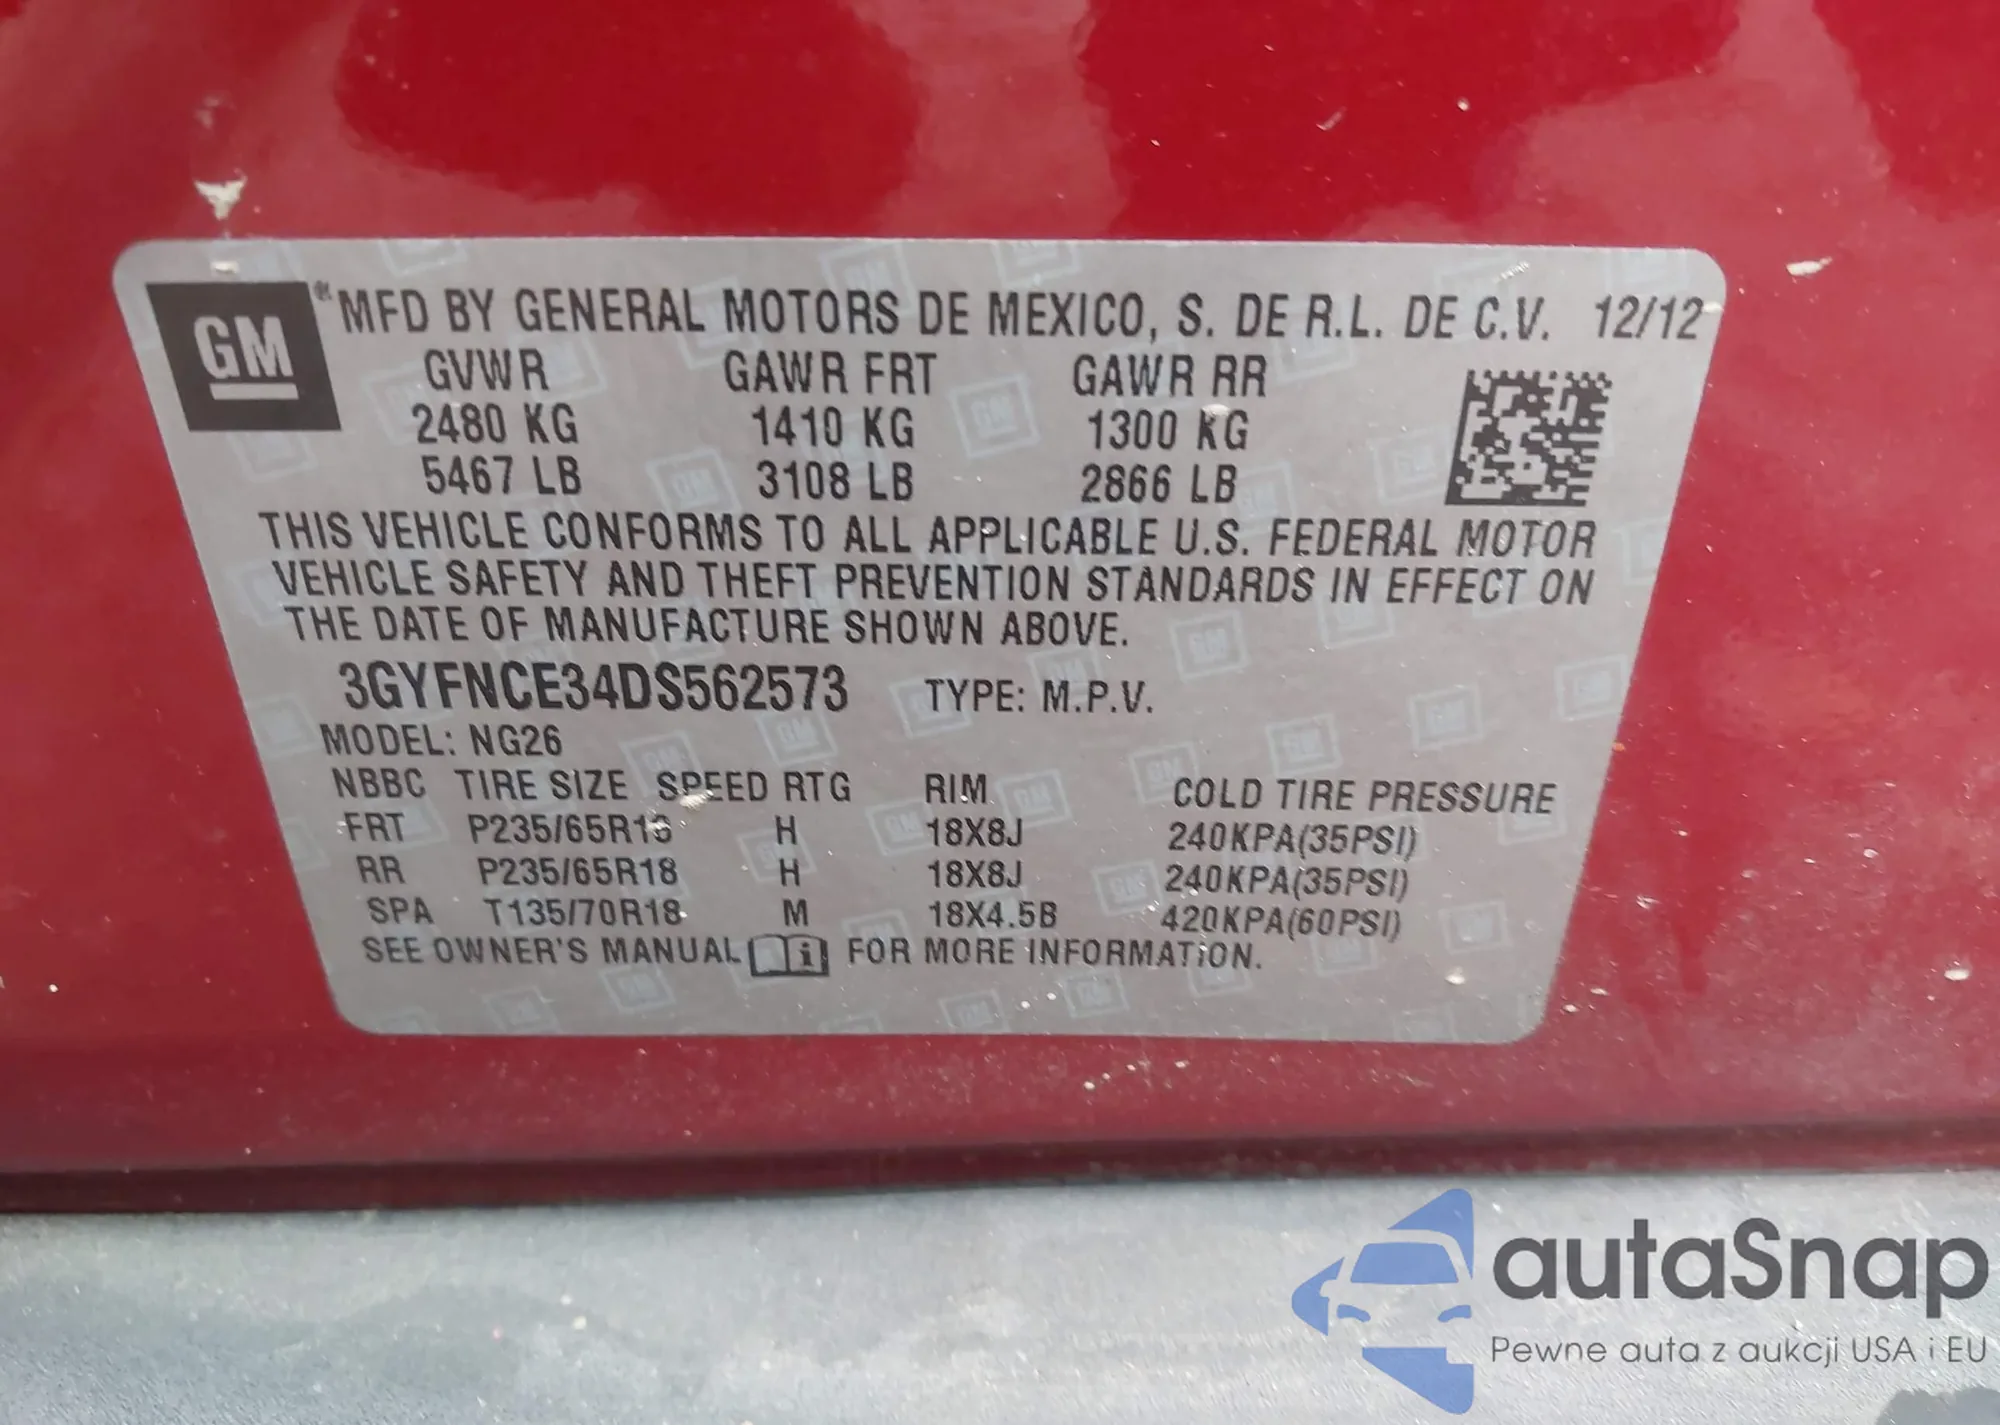 GM
® MFD BY GENERAL MOTORS DE MEXICO, S. DE R.L. DE C.V. 12/12
GVWR GAWR FRT GAWR RR
2480 KG 1410 KG 1300 KG
5467 LB 3108 LB 2866 LB
THIS VEHICLE CONFORMS TO ALL APPLICABLE U.S. FEDERAL MOTOR
VEHICLE SAFETY AND THEFT PREVENTION STANDARDS IN EFFECT ON
THE DATE OF MANUFACTURE SHOWN ABOVE.
3GYFNCE34DS562573 TYPE: M.P.V.
MODEL: NG26
NBBC TIRE SIZE SPEED RTG RIM COLD TIRE PRESSURE
FRT P235/65R18 H 18X8J 240KPA(35PSI)
RR P235/65R18 H 18X8J 240KPA(35PSI)
SPA T135/70R18 M 18X4.5B 420KPA(60PSI)
SEE OWNER'S MANUAL i FOR MORE INFORMATION.
autaSnap
Pewne auta z aukcji USA i EU